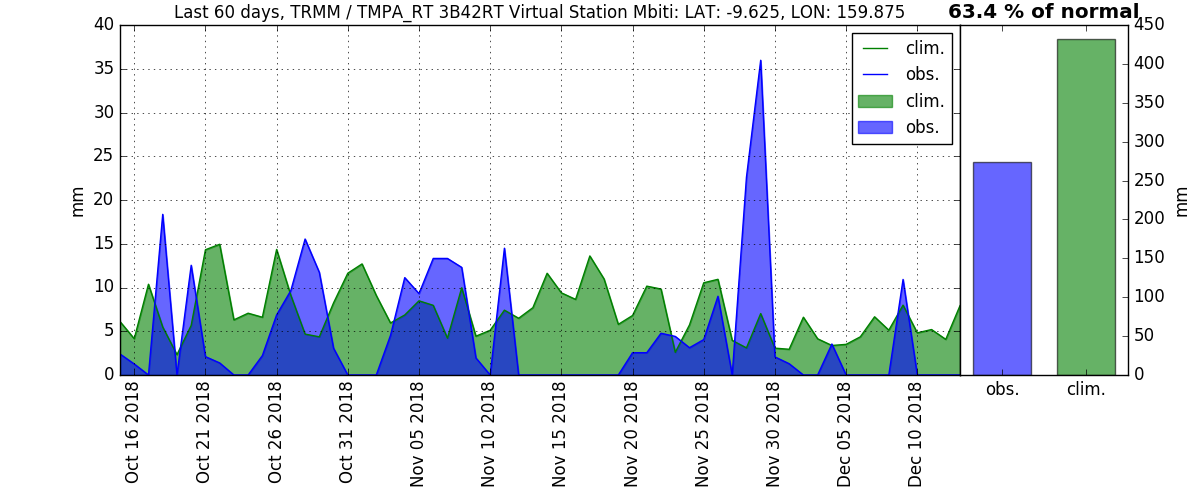 Last 60 days, TRMM / TMPA_RT 3B42RT Virtual Station Mbiti: LAT: -9.625, LON: 159.875
63.4 % of normal
40
35
30
25
20
15
10
5
0
mm
clim.
obs.
clim.
obs.
Oct 16 2018
Oct 21 2018
Oct 26 2018
Oct 31 2018
Nov 05 2018
Nov 10 2018
Nov 15 2018
Nov 20 2018
Nov 25 2018
Nov 30 2018
Dec 05 2018
Dec 10 2018
450
400
350
300
250
200
150
100
50
0
mm
obs.
clim.